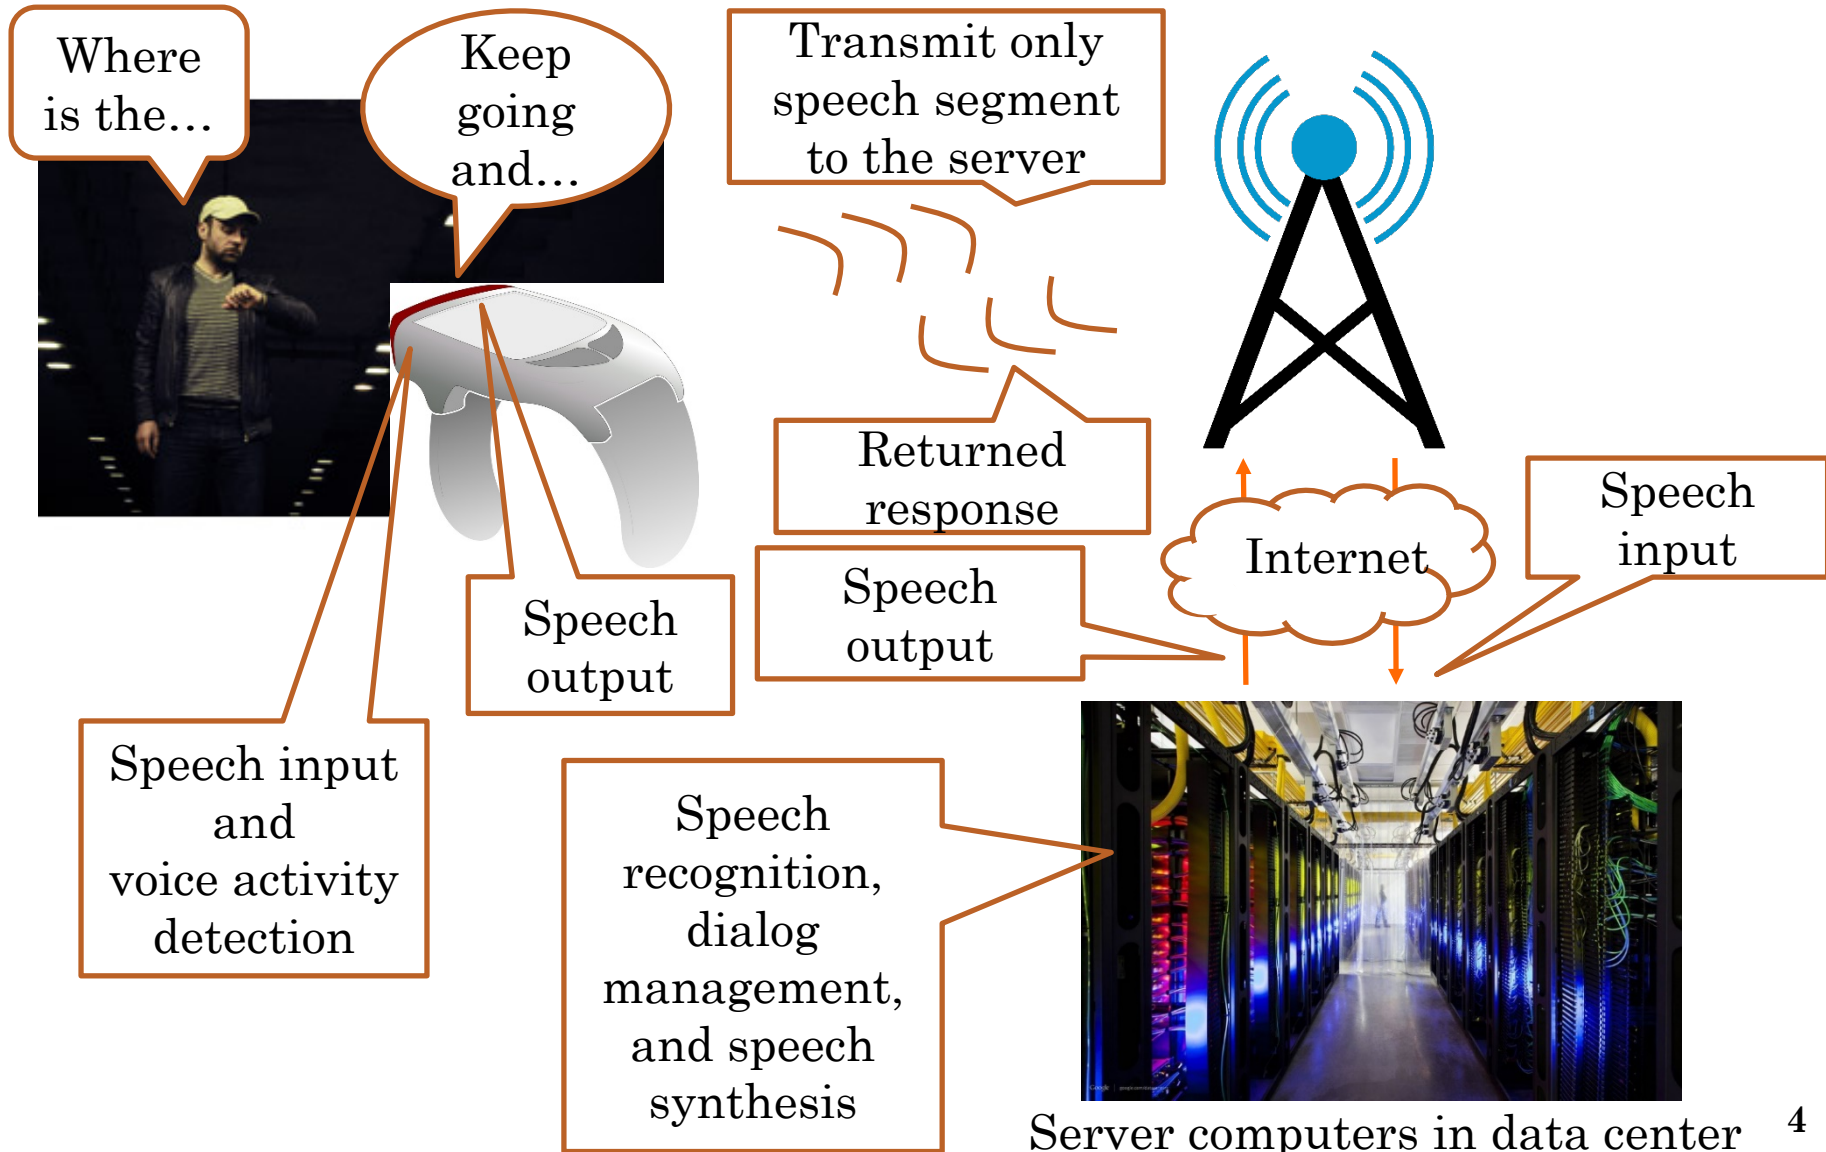 Where
is the…
Keep
going
and…
Transmit only
speech segment
to the server
Returned
response
Speech
input
Internet
Speech
output
Speech
output
Speech input
and
voice activity
detection
Speech
recognition,
dialog
management,
and speech
synthesis
Google
Server computers in data center
4